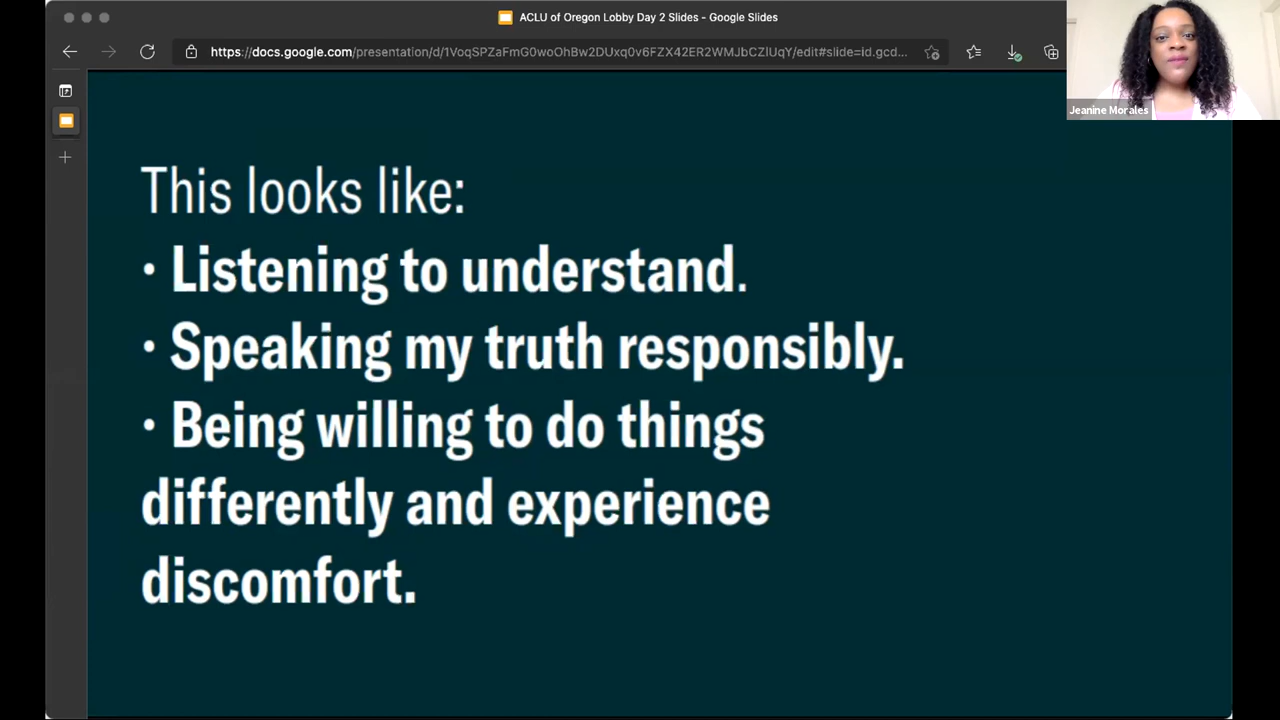 ACLU of Oregon Lobby Day 2 Slides - Google Slides
https://docs.google.com/presentation/d/1VoqSPZaFmG0woOhBw2DUxq0v6FZX42ER2WMJbCZlUqY/edit#slide=id.gcd...
Jeanine Morales
This looks like:
• Listening to understand.
• Speaking my truth responsibly.
• Being willing to do things
differently and experience
discomfort.